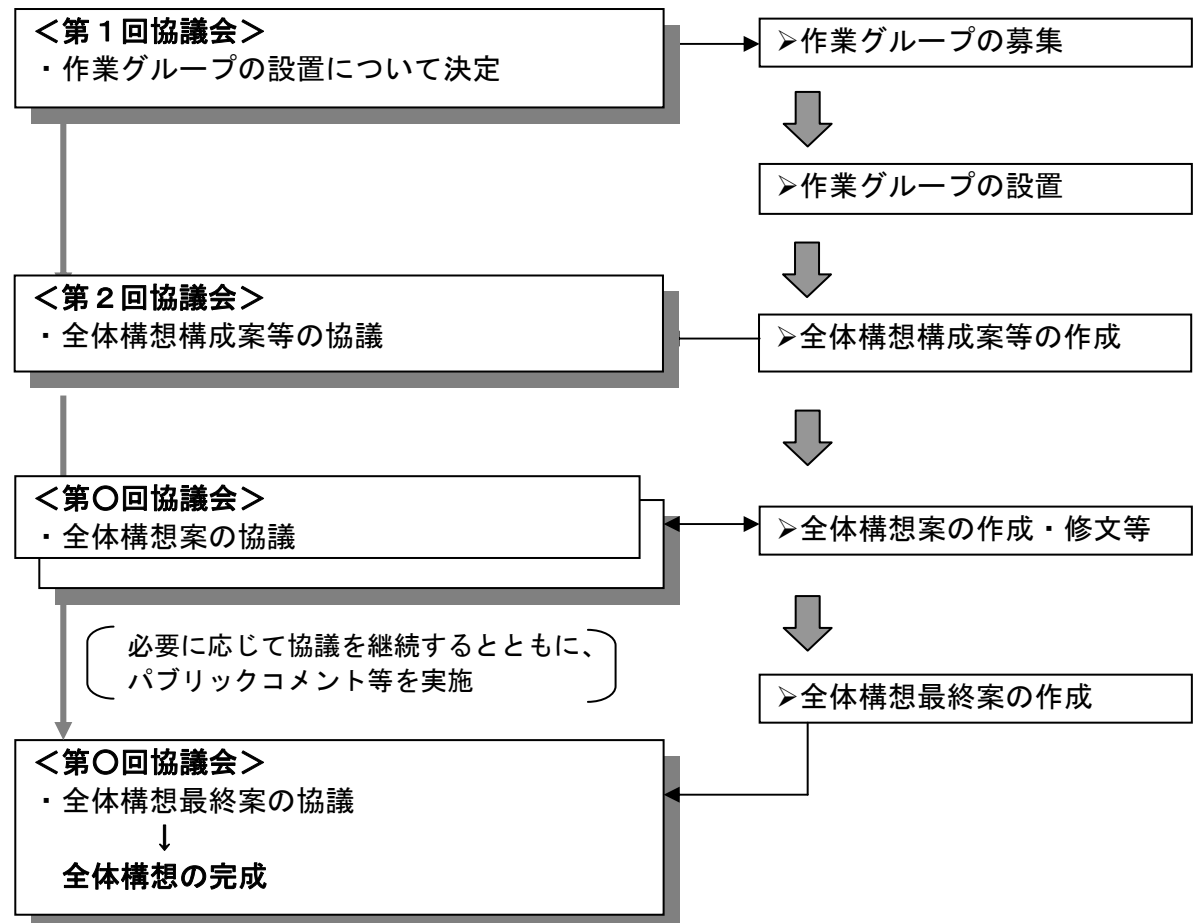 ＜第１回協議会＞
・作業グループの設置について決定
➢作業グループの募集
➢作業グループの設置
＜第２回協議会＞
・全体構想構成案等の協議
➢全体構想構成案等の作成
＜第〇回協議会＞
・全体構想案の協議
➢全体構想案の作成・修文等
必要に応じて協議を継続するとともに、
パブリックコメント等を実施
➢全体構想最終案の作成
＜第〇回協議会＞
・全体構想最終案の協議
↓
全体構想の完成